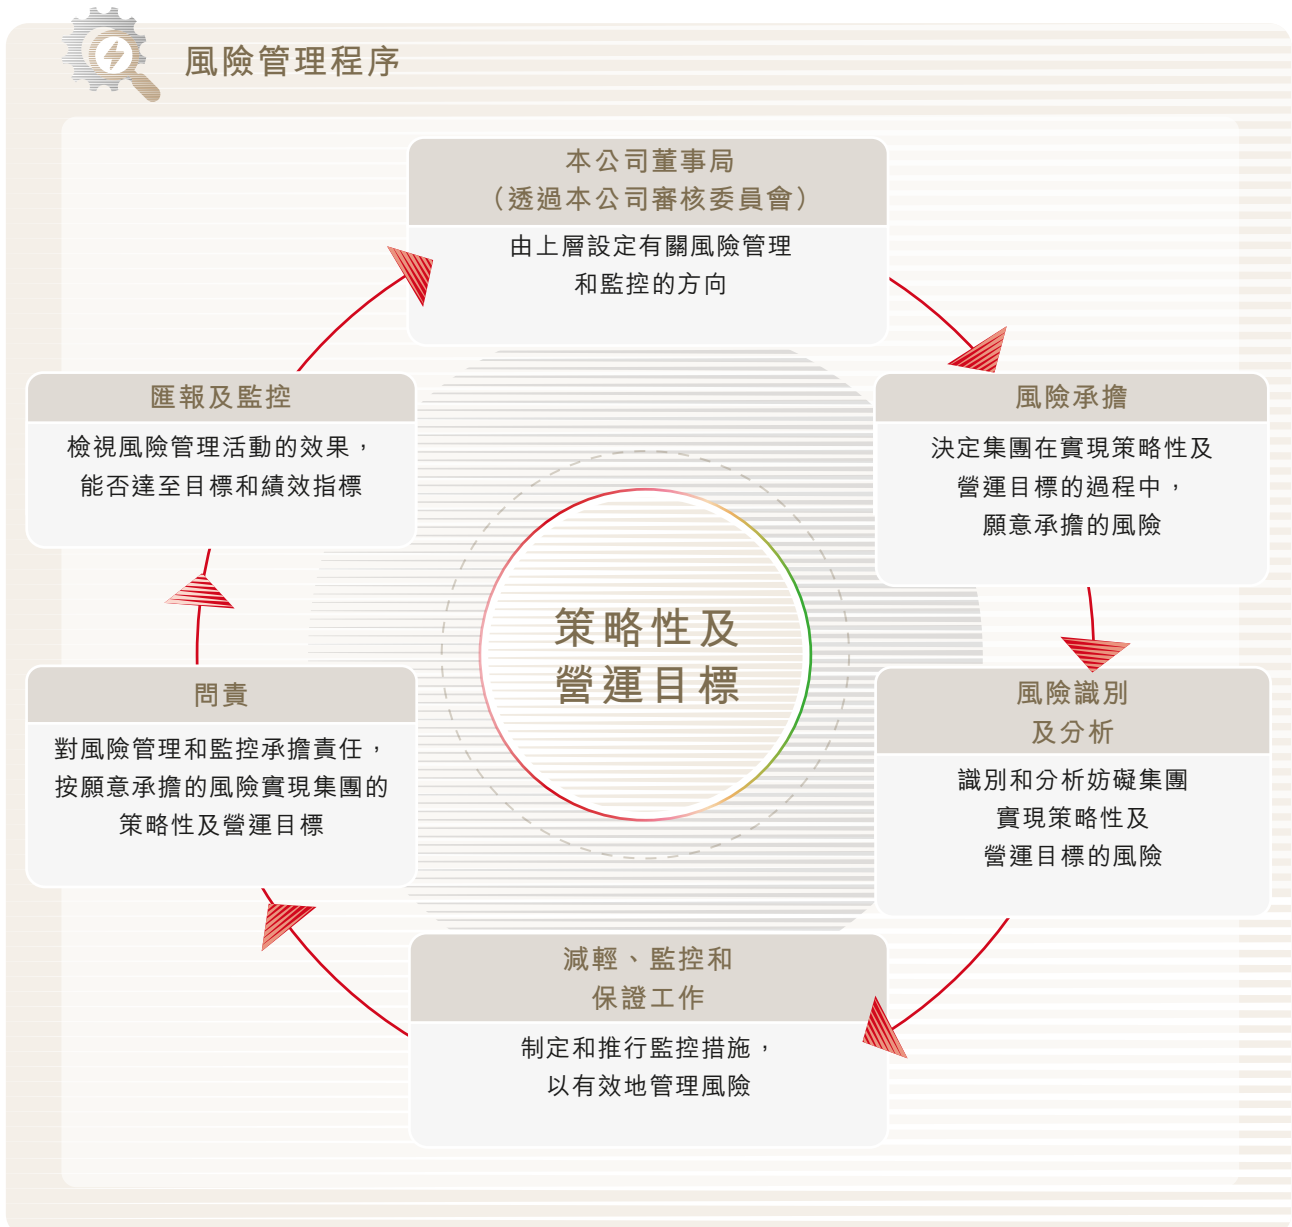 風險管理程序
本公司董事局
（透過本公司審核委員會）
由上層設定有關風險管理
和監控的方向
風險承擔
決定集團在實現策略性及
營運目標的過程中，
願意承擔的風險
風險識別
及分析
識別和分析妨礙集團
實現策略性及
營運目標的風險
減輕、監控和
保證工作
制定和推行監控措施，
以有效地管理風險
問責
對風險管理和監控承擔責任，
按願意承擔的風險實現集團的
策略性及營運目標
匯報及監控
檢視風險管理活動的效果，
能否達至目標和績效指標
策略性及
營運目標